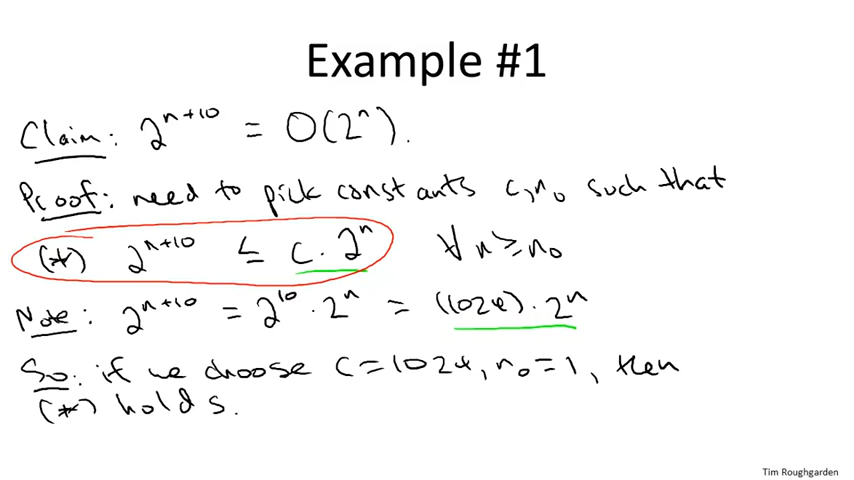 Example #1
Claim: 2^{n+10} = O(2^n).
Proof: need to pick constants c, n₀ such that
(*) 2^{n+10} ≤ c · 2^n ∀ n ≥ n₀
Note: 2^{n+10} = 2^{10} · 2^n = (1024) · 2^n
So: if we choose c = 1024, n₀ = 1, then
(*) holds.
Tim Roughgarden